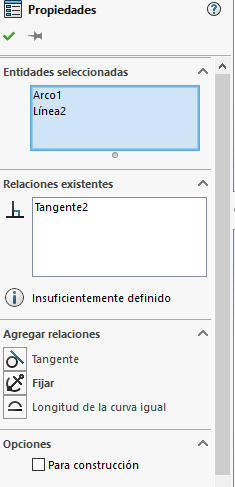 Propiedades
Entidades seleccionadas
Arco1
Línea2
Relaciones existentes
Tangente2
Insuficientemente definido
Agregar relaciones
Tangente
Fijar
Longitud de la curva igual
Opciones
Para construcción